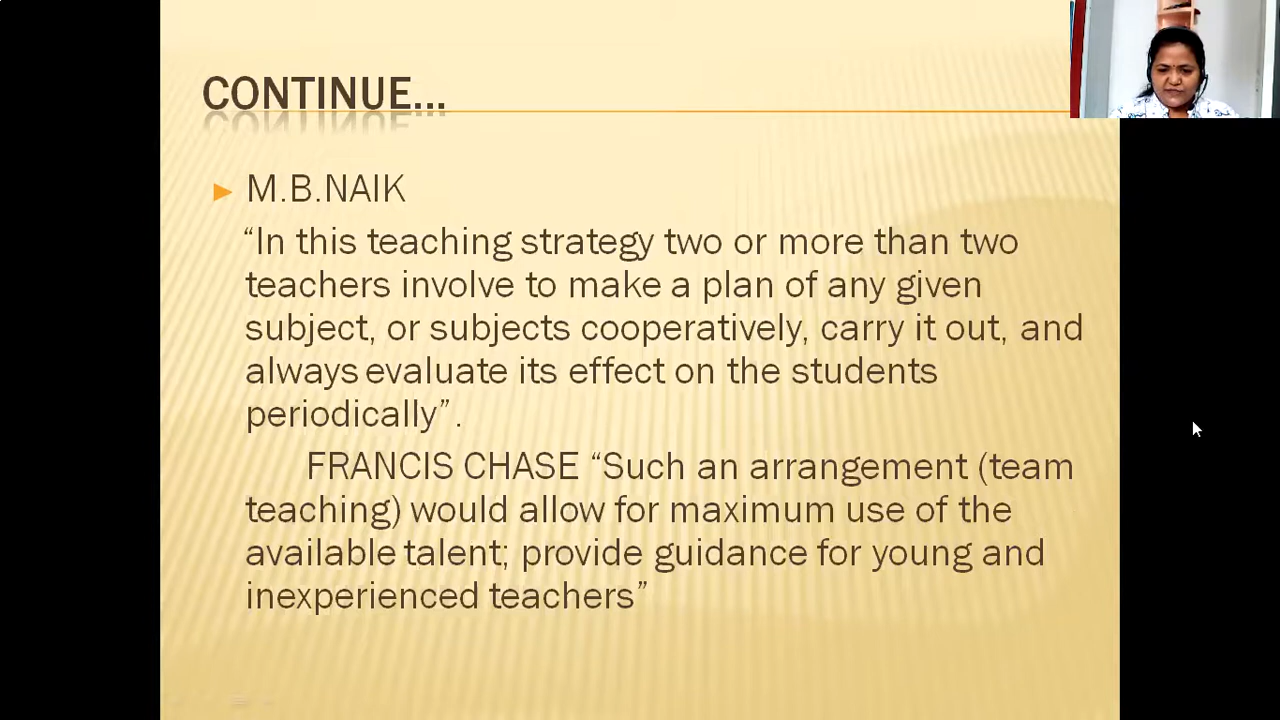 CONTINUE...
M.B.NAIK
“In this teaching strategy two or more than two
teachers involve to make a plan of any given
subject, or subjects cooperatively, carry it out, and
always evaluate its effect on the students
periodically”.
FRANCIS CHASE “Such an arrangement (team
teaching) would allow for maximum use of the
available talent; provide guidance for young and
inexperienced teachers”